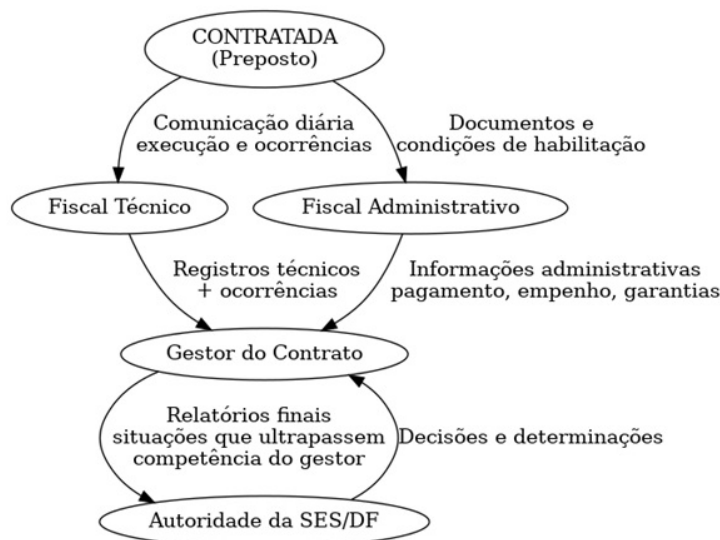 CONTRATADA
(Preposto)
Comunicação diária
execução e ocorrências
Documentos e
condições de habilitação
Fiscal Técnico
Fiscal Administrativo
Registros técnicos
+ ocorrências
Informações administrativas
pagamento, empenho, garantias
Gestor do Contrato
Relatórios finais
situações que ultrapassem
competência do gestor
Decisões e determinações
Autoridade da SES/DF